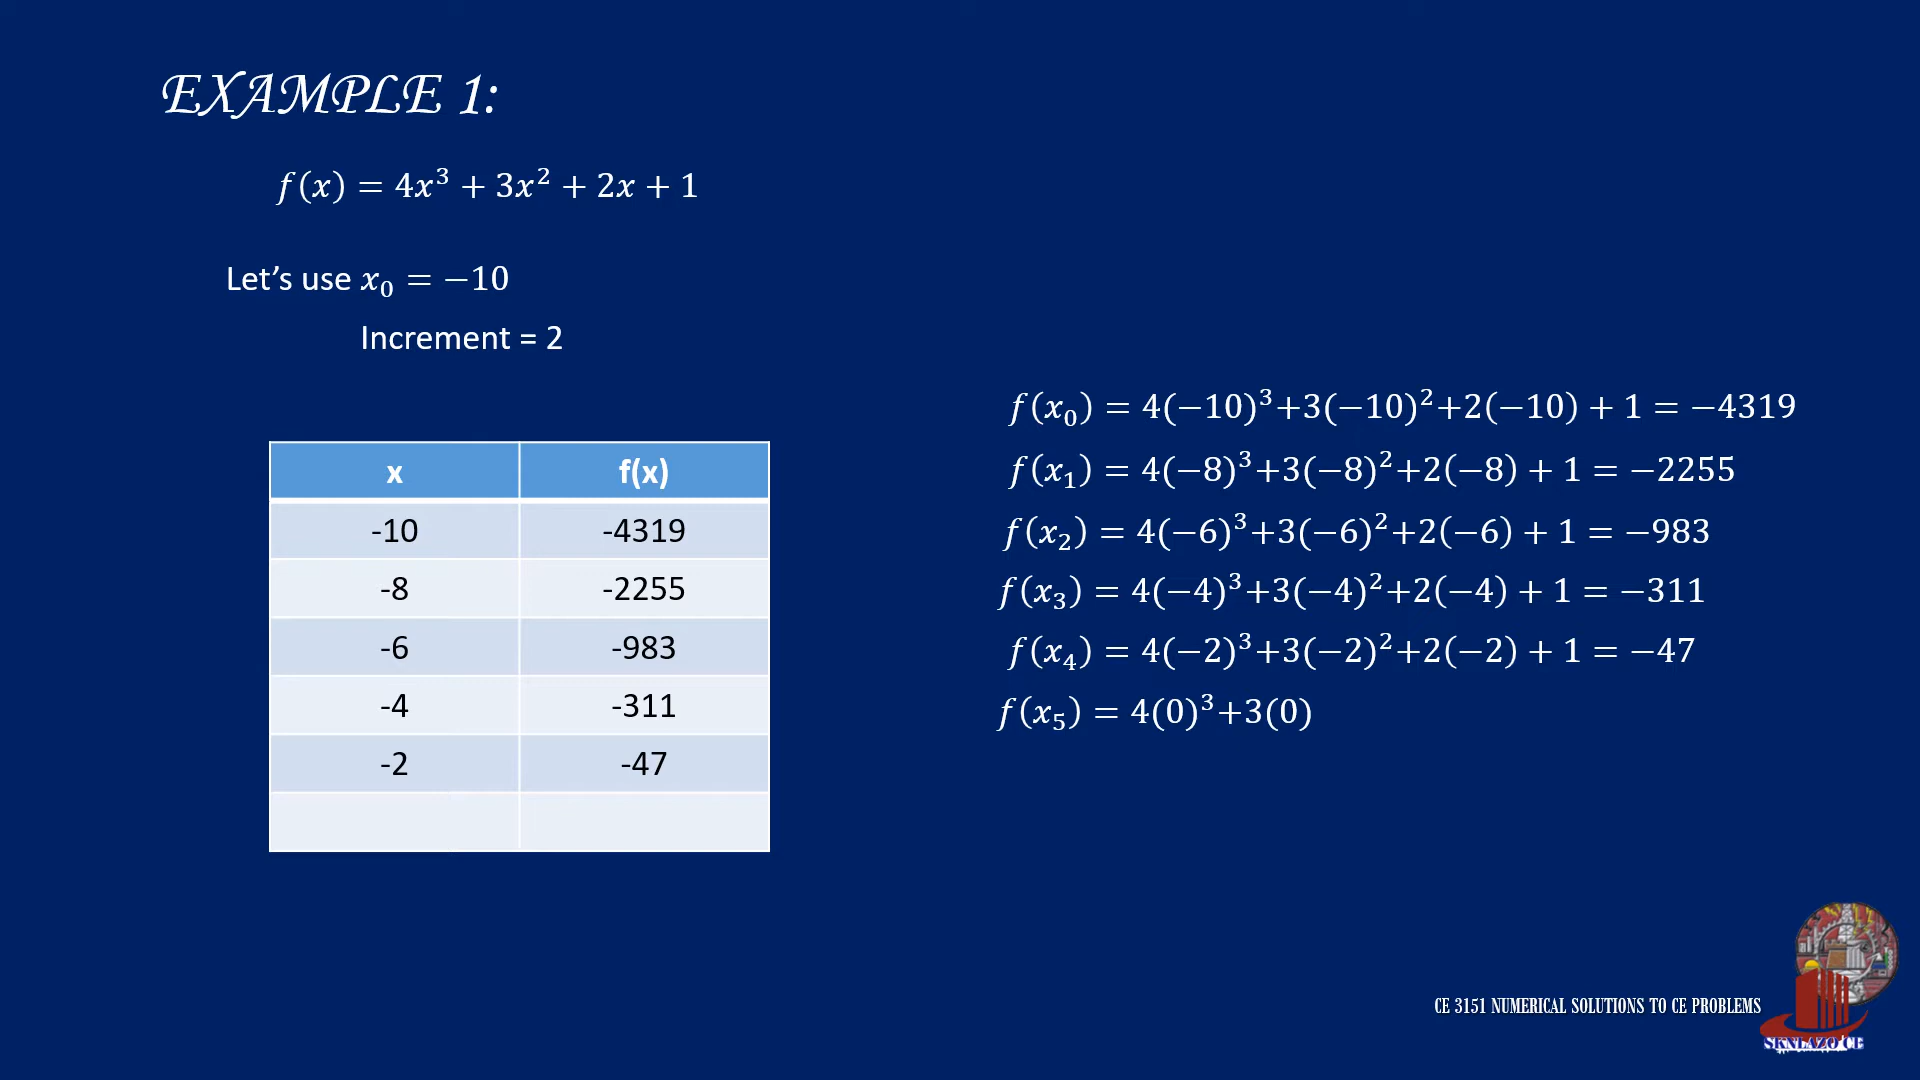 EXAMPLE 1:
f(x) = 4x³ + 3x² + 2x + 1
Let's use x₀ = −10
Increment = 2
x f(x)
-10 -4319
-8 -2255
-6 -983
-4 -311
-2 -47
f(x₀) = 4(−10)³+3(−10)²+2(−10) + 1 = −4319
f(x₁) = 4(−8)³+3(−8)²+2(−8) + 1 = −2255
f(x₂) = 4(−6)³+3(−6)²+2(−6) + 1 = −983
f(x₃) = 4(−4)³+3(−4)²+2(−4) + 1 = −311
f(x₄) = 4(−2)³+3(−2)²+2(−2) + 1 = −47
f(x₅) = 4(0)³+3(0)
CE 3151 NUMERICAL SOLUTIONS TO CE PROBLEMS
SKNLAZO CE